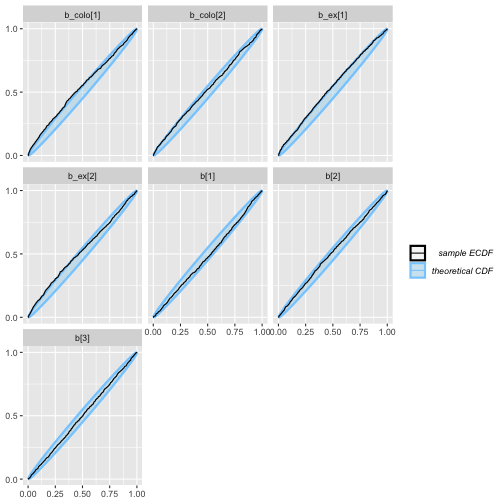 b_colo[1] b_colo[2] b_ex[1]
1.0
0.5
0.0
b_ex[2] b[1] b[2]
1.0
0.5
0.0
0.00 0.25 0.50 0.75 1.00 0.00 0.25 0.50 0.75 1.00
sample ECDF
theoretical CDF
b[3]
1.0
0.5
0.0
0.00 0.25 0.50 0.75 1.00